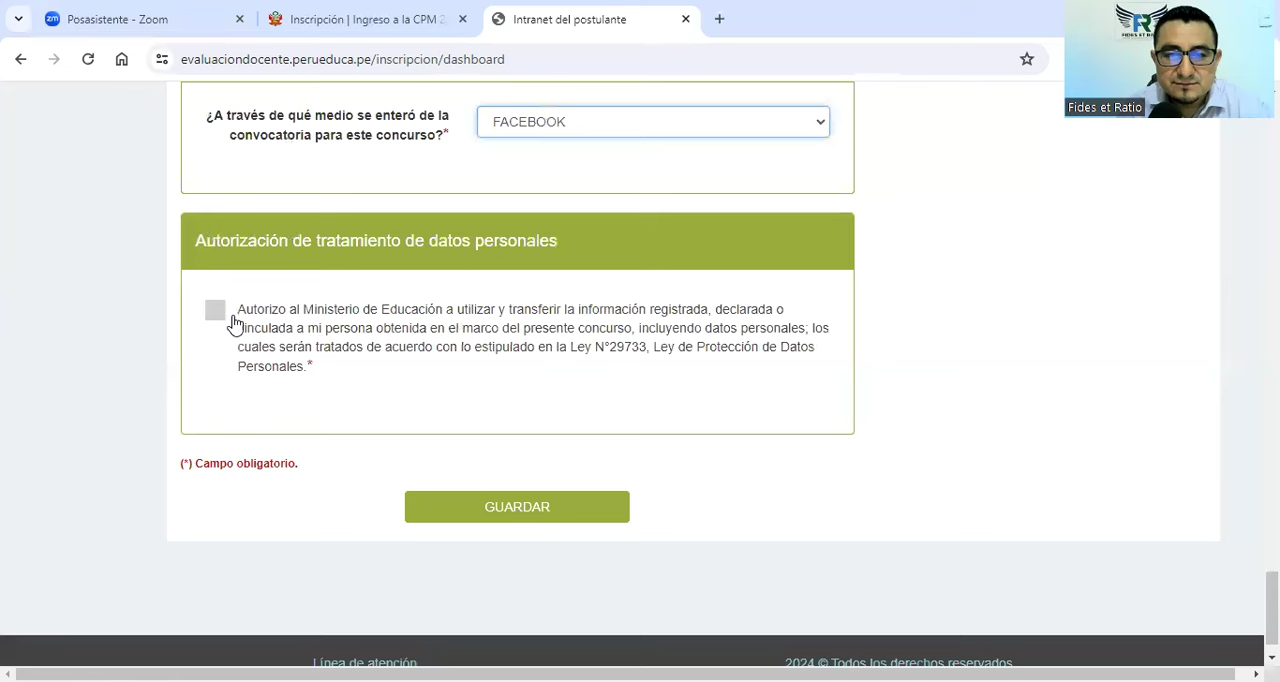 Posasistente - Zoom
Inscripción | Ingreso a la CPM 2
Intranet del postulante
evaluaciondocente.perueduca.pe/inscripcion/dashboard
FIDES ET RATIO
Fides et Ratio
¿A través de qué medio se enteró de la
convocatoria para este concurso?*
FACEBOOK
Autorización de tratamiento de datos personales
Autorizo al Ministerio de Educación a utilizar y transferir la información registrada, declarada o
vinculada a mi persona obtenida en el marco del presente concurso, incluyendo datos personales; los
cuales serán tratados de acuerdo con lo estipulado en la Ley N°29733, Ley de Protección de Datos
Personales.*
(*) Campo obligatorio.
GUARDAR
Línea de atención
2024 © Todos los derechos reservados